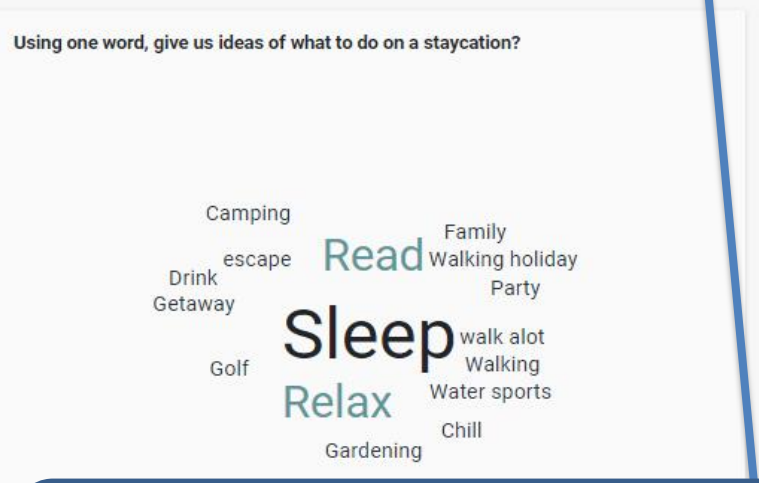 Using one word, give us ideas of what to do on a staycation?
Camping
Family
escape
Read
Walking holiday
Drink
Party
Getaway
Sleep
walk alot
Golf
Walking
Relax
Water sports
Chill
Gardening